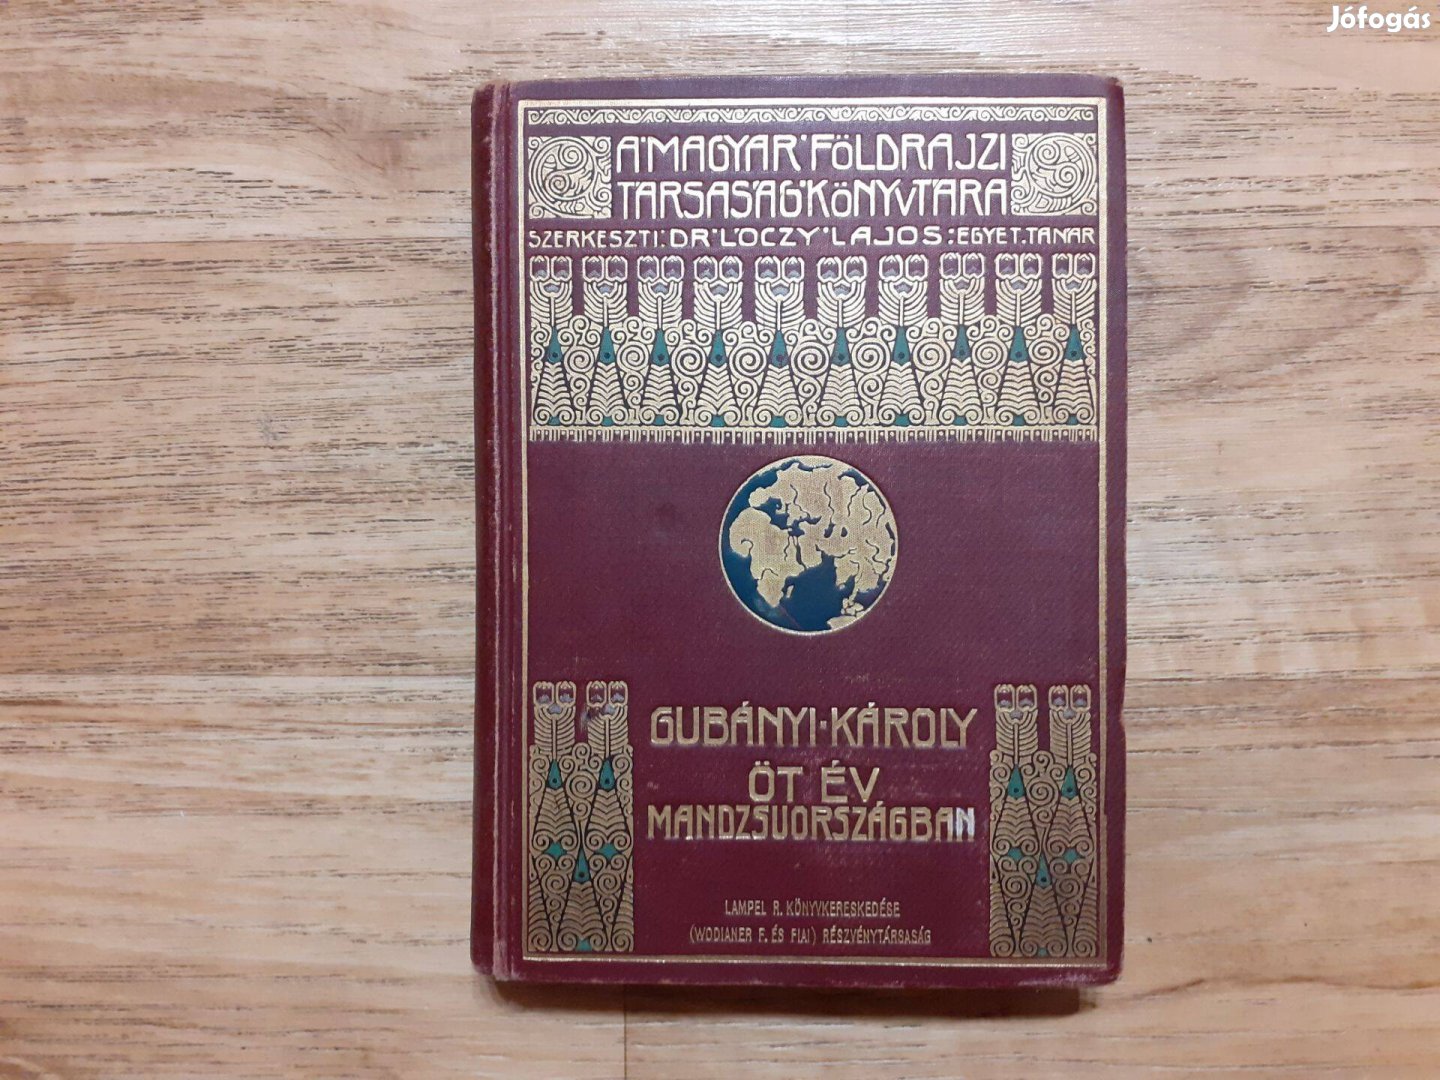 Jófogás
A MAGYAR FÖLDRAJZI
TÁRSASÁG KÖNYVTÁRA
SZERKESZTI: DR LÓCZY LAJOS: EGYET. TANÁR
GUBÁNYI·KÁROLY
ÖT ÉV
MANDZSUORSZÁGBAN
LAMPEL R. KÖNYVKERESKEDÉSE
(WODIANER F. ÉS FIAI) RÉSZVÉNYTÁRSASÁG